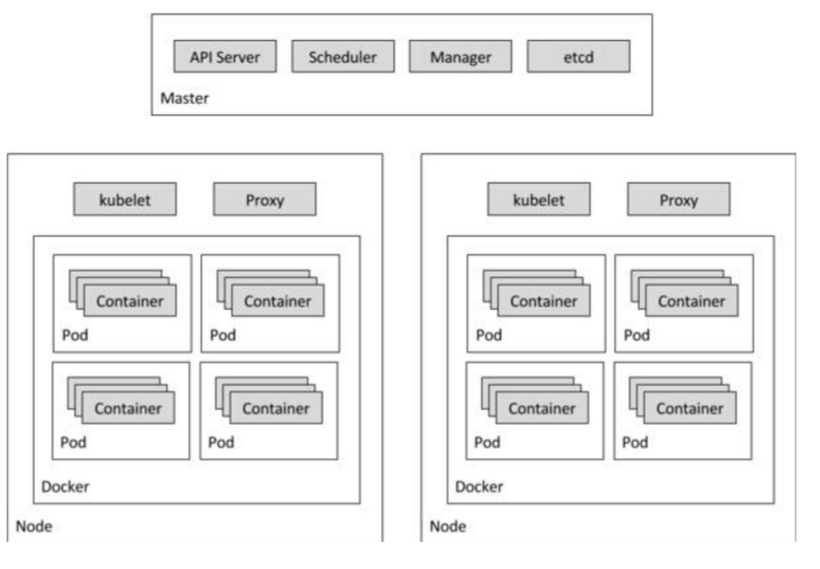 API Server Scheduler Manager etcd
Master
kubelet Proxy
Container Container
Pod Pod
Container Container
Pod Pod
Docker
Node
kubelet Proxy
Container Container
Pod Pod
Container Container
Pod Pod
Docker
Node